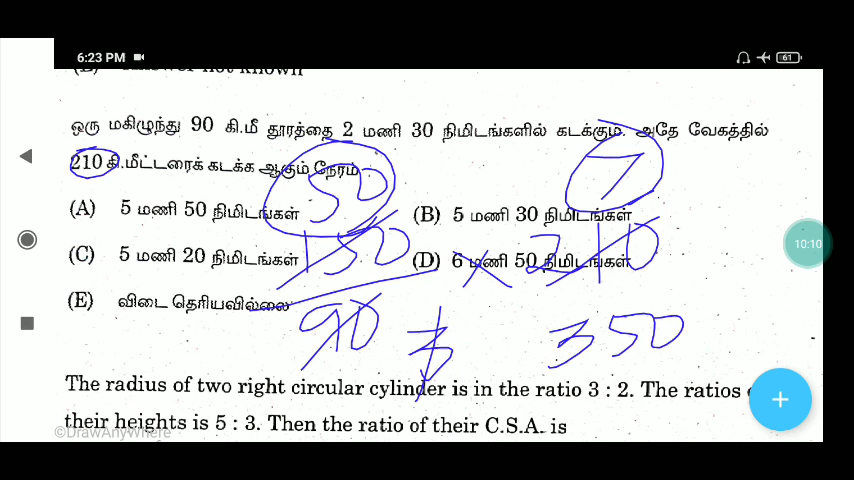 6:23 PM
61
ஒரு மகிழுந்து 90 கி.மீ தூரத்தை 2 மணி 30 நிமிடங்களில் கடக்கும். அதே வேகத்தில்
210 கி.மீட்டரைக் கடக்க ஆகும் நேரம்
50
7
(A) 5 மணி 50 நிமிடங்கள்
(B) 5 மணி 30 நிமிடங்கள்
150
× 210
(C) 5 மணி 20 நிமிடங்கள்
(D) 6 மணி 50 நிமிடங்கள்
10:10
(E) விடை தெரியவில்லை
90
350
The radius of two right circular cylinder is in the ratio 3 : 2. The ratios
their heights is 5 : 3. Then the ratio of their C.S.A. is
©DrawAnyWhere